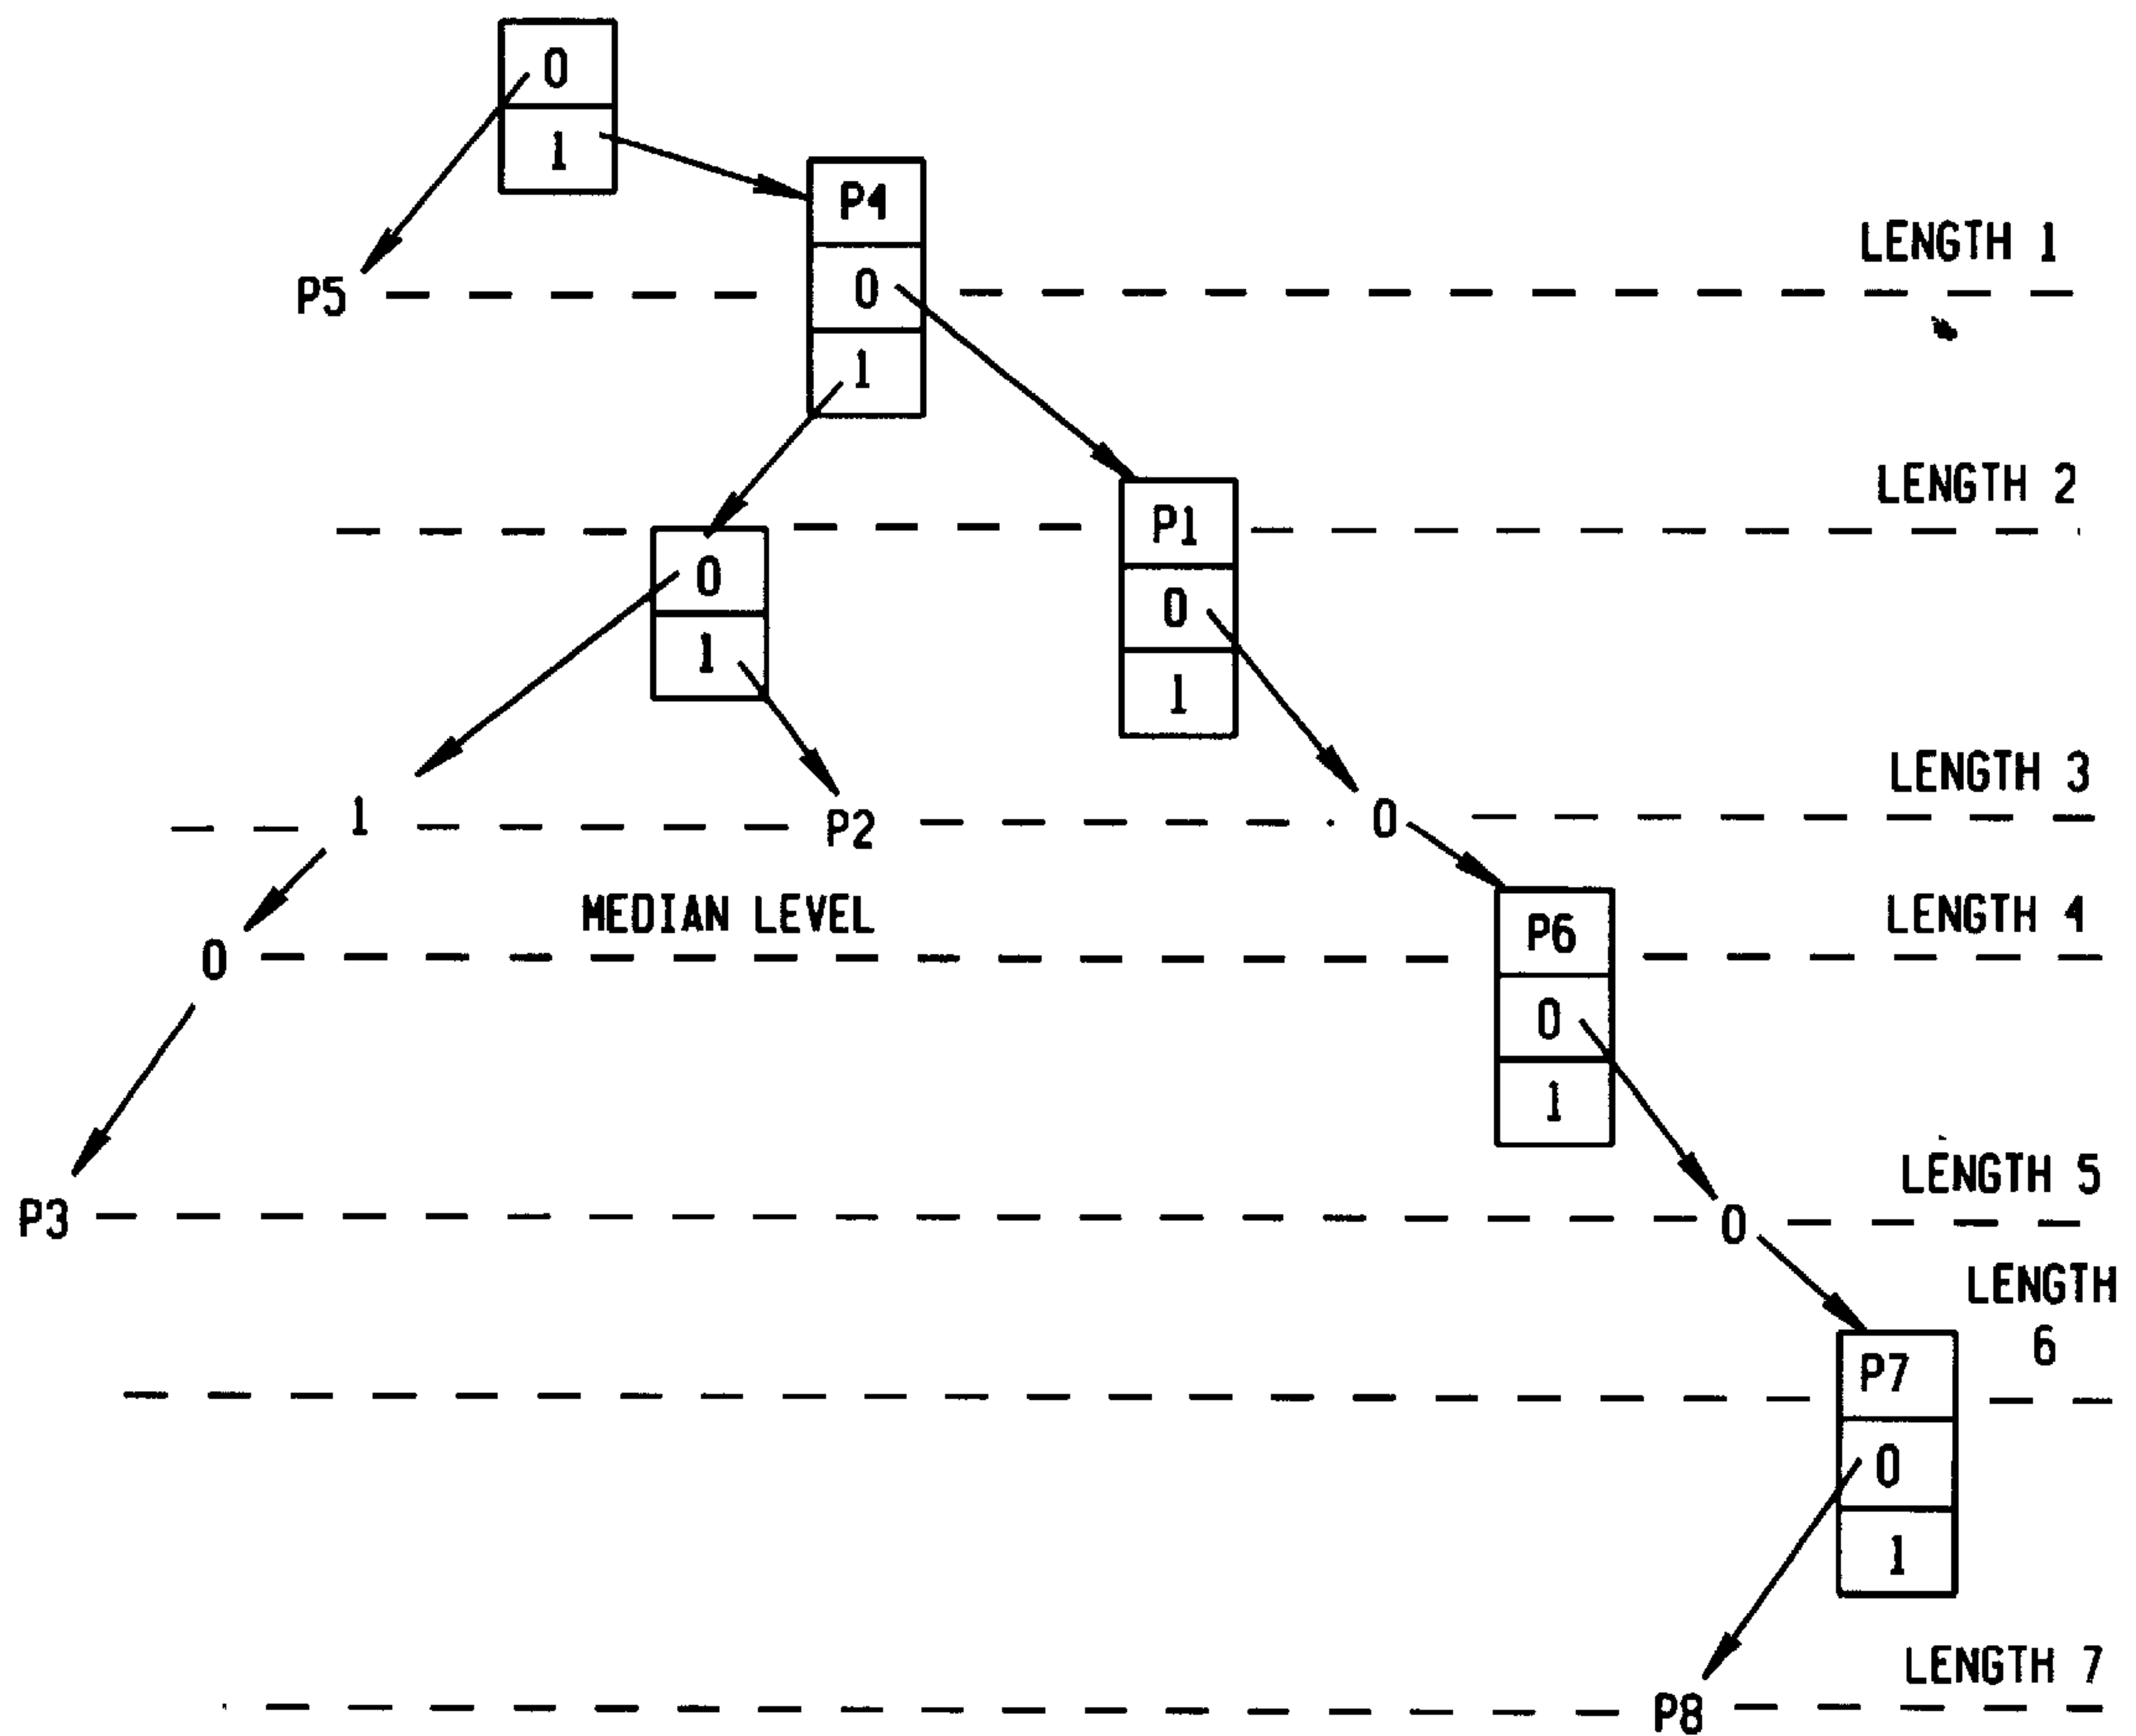 0
1
P4
LENGTH 1
P5
0
1
LENGTH 2
P1
0
0
1
1
LENGTH 3
1
P2
0
MEDIAN LEVEL
LENGTH 4
P6
0
0
1
LENGTH 5
P3
0
LENGTH
6
P7
0
1
LENGTH 7
P8